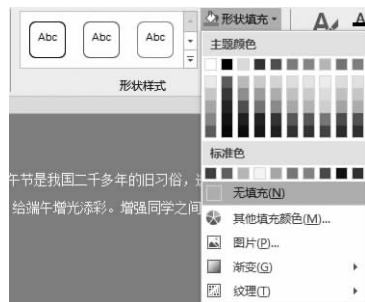 Abc Abc Abc
形状样式
形状填充
A
主题颜色
标准色
无填充(N)
其他填充颜色(M)...
图片(P)...
渐变(G)
纹理(T)
午节是我国二千多年的旧习俗，
给端午增光添彩。增强同学之间